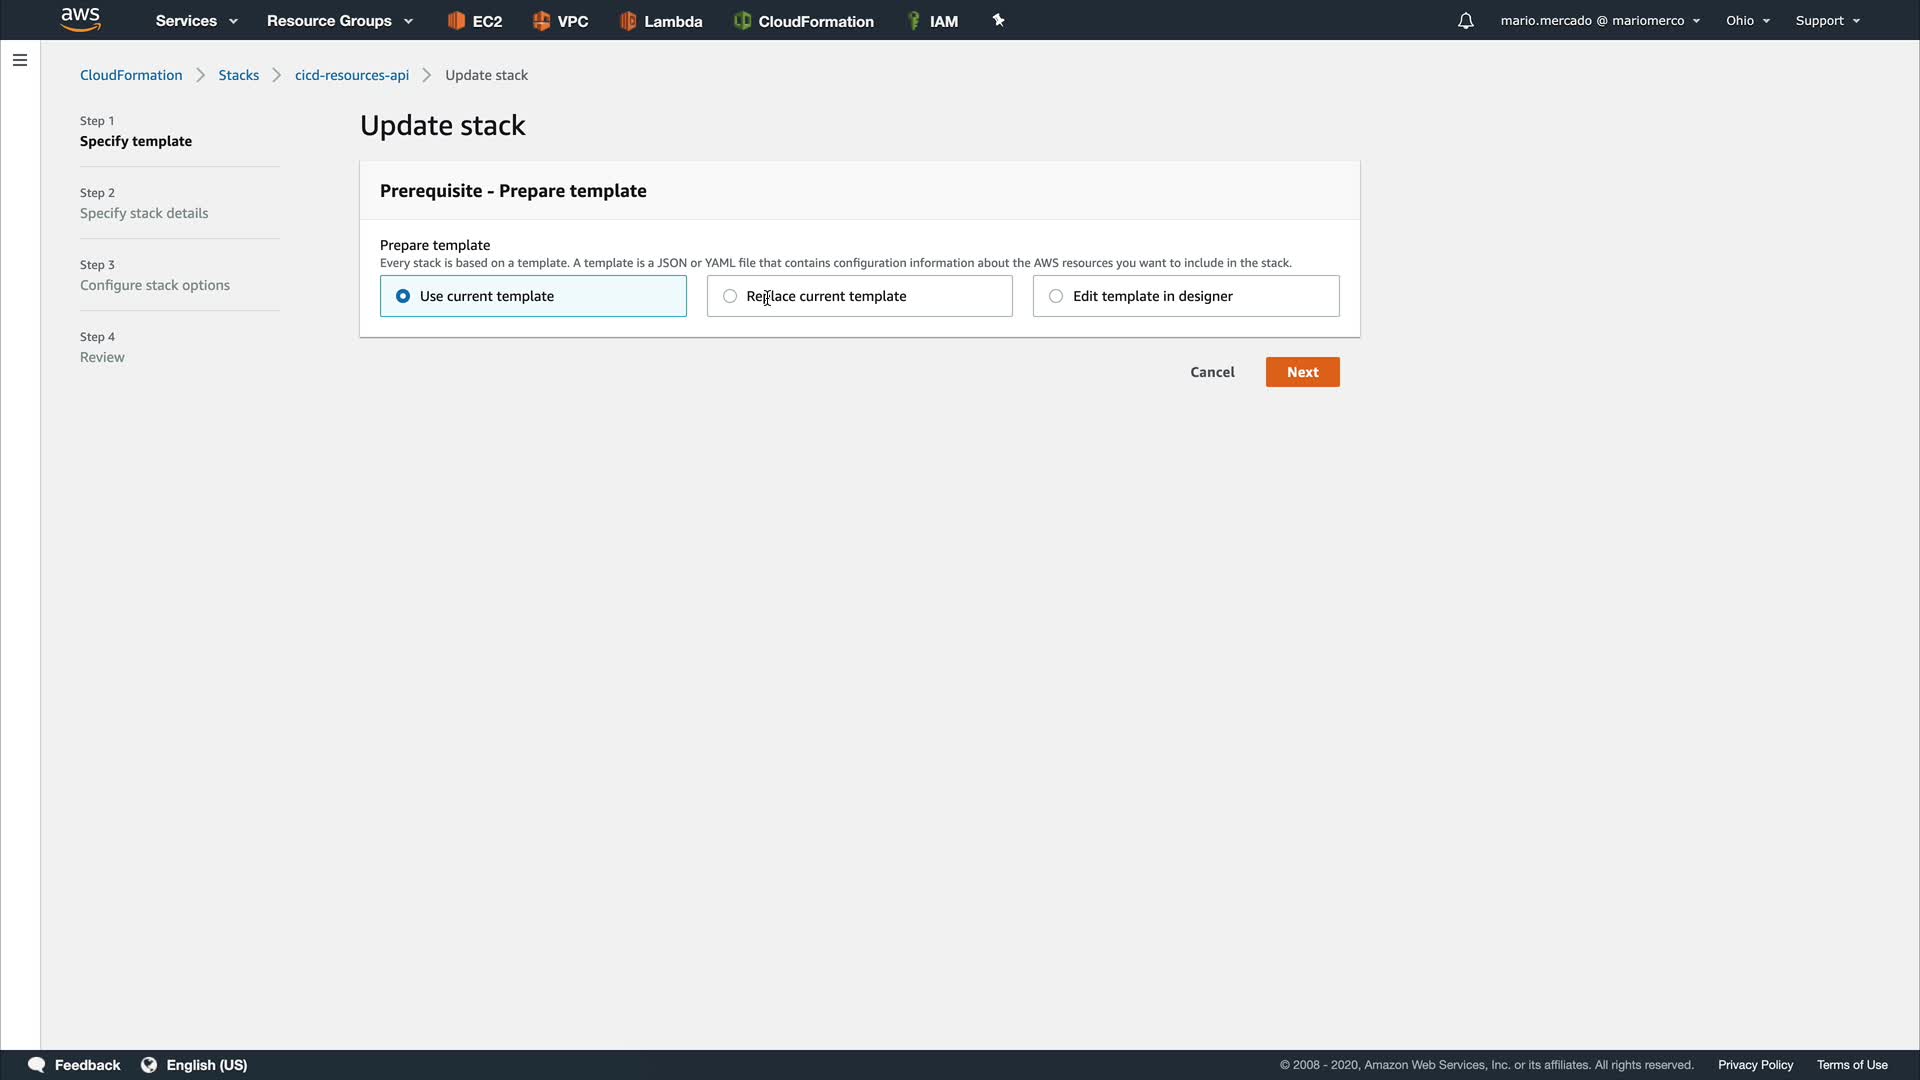 aws
Services
Resource Groups
EC2
VPC
Lambda
CloudFormation
IAM
mario.mercado @ mariomerco
Ohio
Support
CloudFormation
Stacks
cicd-resources-api
Update stack
Step 1
Specify template
Step 2
Specify stack details
Step 3
Configure stack options
Step 4
Review
Update stack
Prerequisite - Prepare template
Prepare template
Every stack is based on a template. A template is a JSON or YAML file that contains configuration information about the AWS resources you want to include in the stack.
Use current template
Replace current template
Edit template in designer
Cancel
Next
Feedback
English (US)
© 2008 - 2020, Amazon Web Services, Inc. or its affiliates. All rights reserved.
Privacy Policy
Terms of Use